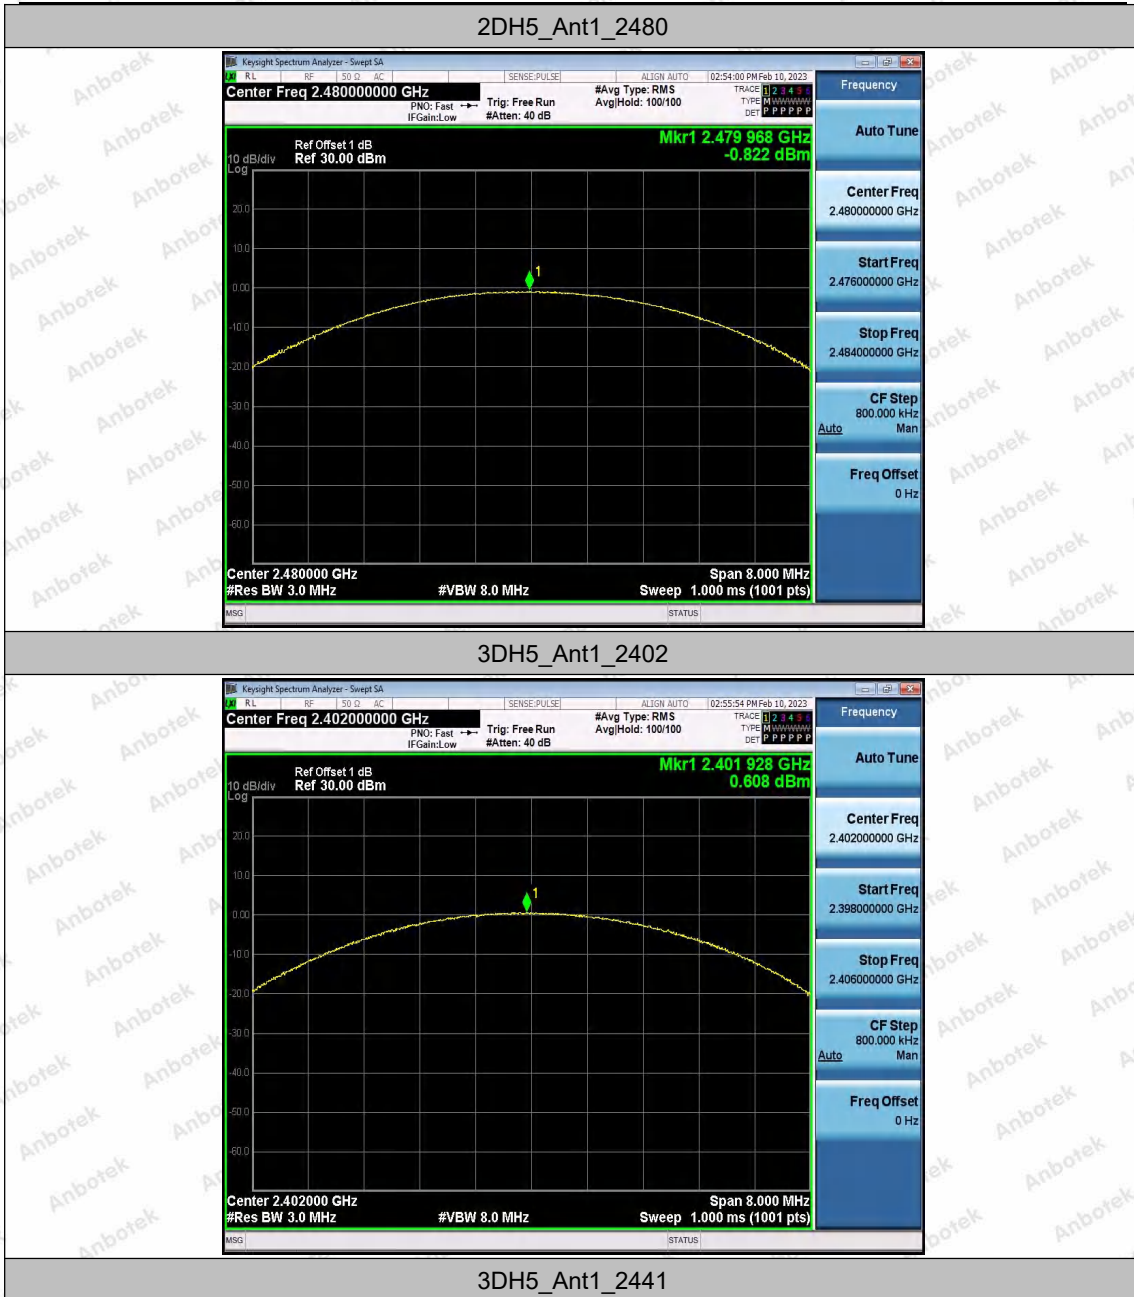 2DH5_Ant1_2480
Keysight Spectrum Analyzer - Swept SA
RL RF 50 Ω AC SENSE:PULSE ALIGN AUTO 02:54:00 PM Feb 10, 2023
Center Freq 2.480000000 GHz
PNO: Fast
IFGain:Low
Trig: Free Run
#Atten: 40 dB
#Avg Type: RMS
Avg|Hold: 100/100
TRACE 1 2 3 4 5 6
TYPE M W W W W W
DET P P P P P P
Mkr1 2.479 968 GHz
-0.822 dBm
Ref Offset 1 dB
10 dB/div Ref 30.00 dBm
Log
20.0
10.0
1
0.00
-10.0
-20.0
-30.0
-40.0
-50.0
-60.0
Center 2.480000 GHz Span 8.000 MHz
#Res BW 3.0 MHz #VBW 8.0 MHz Sweep 1.000 ms (1001 pts)
MSG STATUS
Frequency
Auto Tune
Center Freq
2.480000000 GHz
Start Freq
2.476000000 GHz
Stop Freq
2.484000000 GHz
CF Step
800.000 kHz
Auto Man
Freq Offset
0 Hz
3DH5_Ant1_2402
Keysight Spectrum Analyzer - Swept SA
RL RF 50 Ω AC SENSE:PULSE ALIGN AUTO 02:55:54 PM Feb 10, 2023
Center Freq 2.402000000 GHz
PNO: Fast
IFGain:Low
Trig: Free Run
#Atten: 40 dB
#Avg Type: RMS
Avg|Hold: 100/100
TRACE 1 2 3 4 5 6
TYPE M W W W W W
DET P P P P P P
Mkr1 2.401 928 GHz
0.608 dBm
Ref Offset 1 dB
10 dB/div Ref 30.00 dBm
Log
20.0
10.0
1
0.00
-10.0
-20.0
-30.0
-40.0
-50.0
-60.0
Center 2.402000 GHz Span 8.000 MHz
#Res BW 3.0 MHz #VBW 8.0 MHz Sweep 1.000 ms (1001 pts)
MSG STATUS
Frequency
Auto Tune
Center Freq
2.402000000 GHz
Start Freq
2.398000000 GHz
Stop Freq
2.406000000 GHz
CF Step
800.000 kHz
Auto Man
Freq Offset
0 Hz
3DH5_Ant1_2441
Anbotek